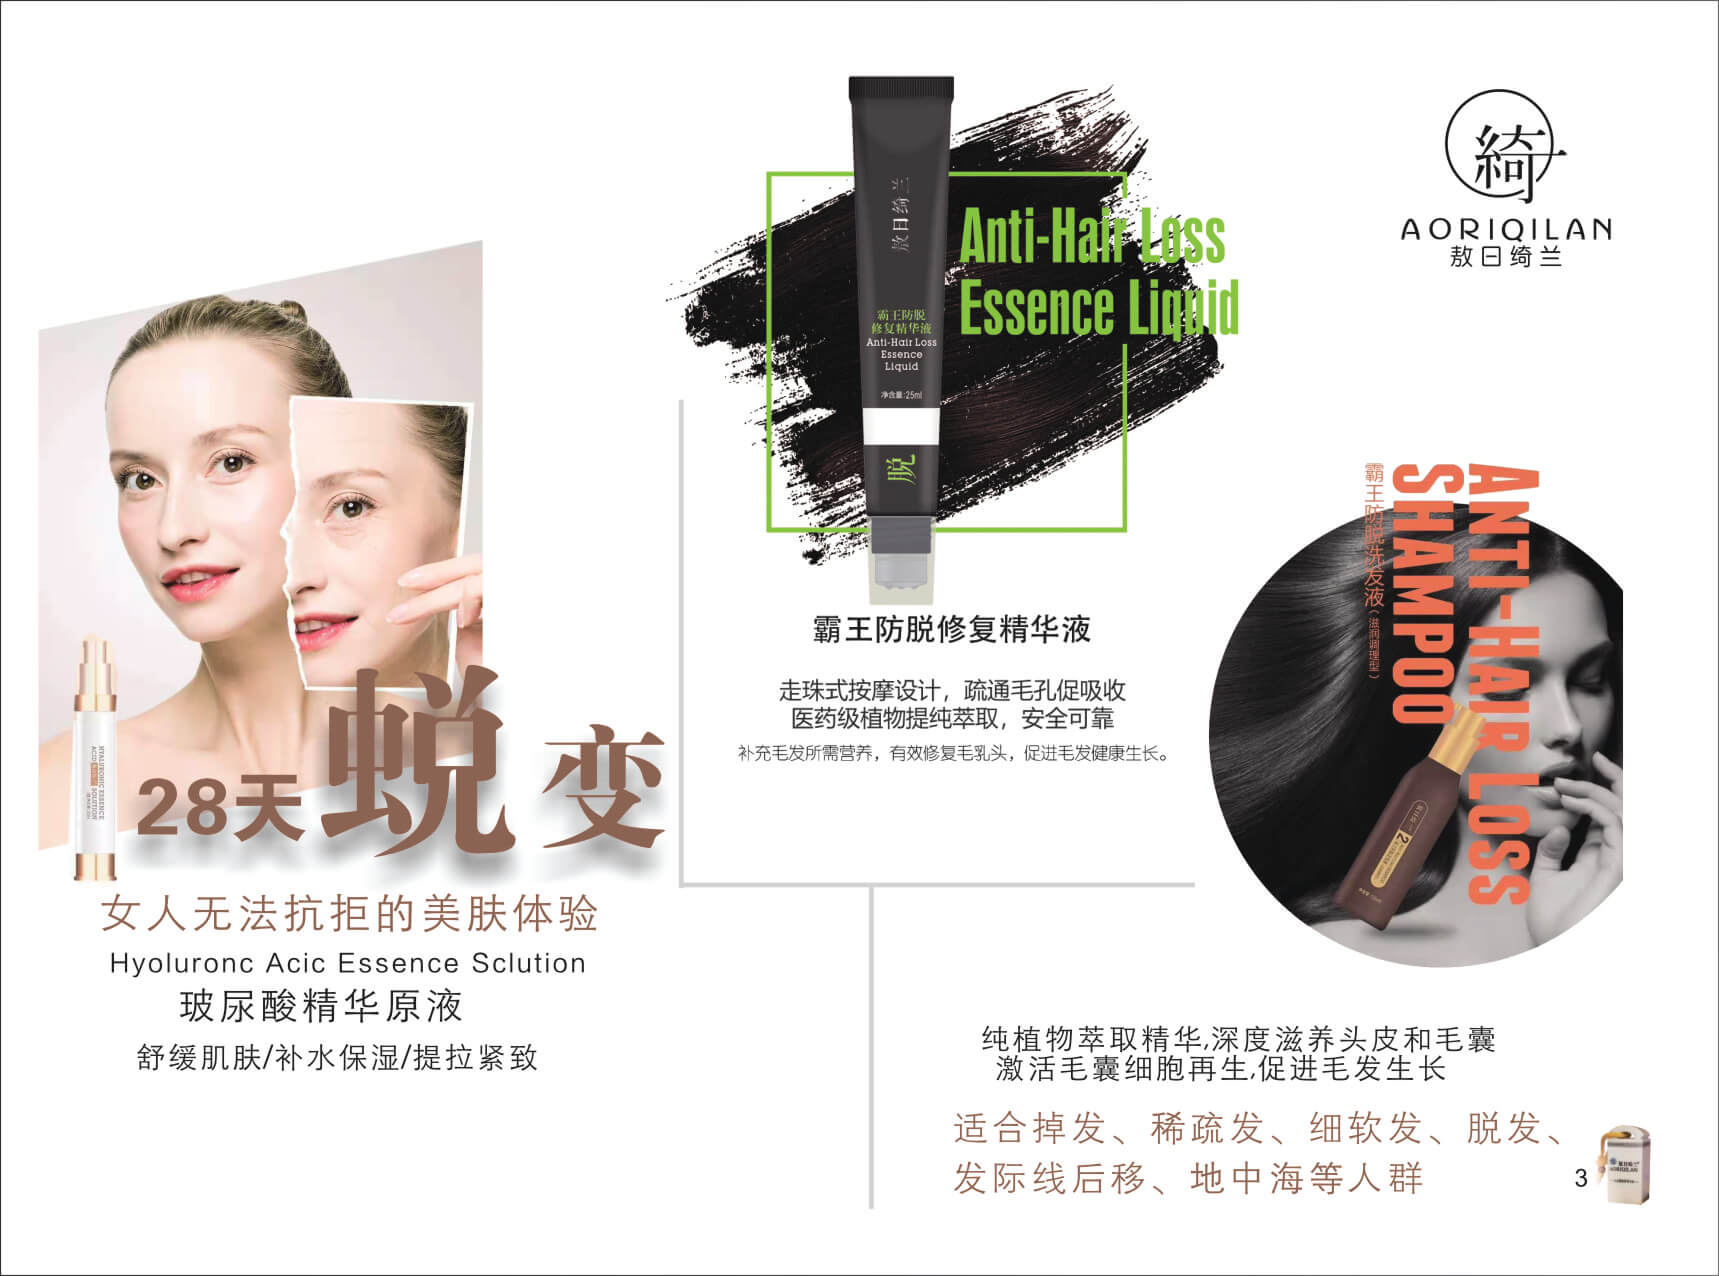 綺
AORIQILAN
敖日绮兰
Anti-Hair Loss
Essence Liquid
敖日绮兰
霸王防脱
修复精华液
Anti-Hair Loss
Essence
Liquid
净含量:25ml
脱
霸王防脱修复精华液
走珠式按摩设计，疏通毛孔促吸收
医药级植物提纯萃取，安全可靠
补充毛发所需营养，有效修复毛乳头，促进毛发健康生长。
HYALURONIC ESSENCE
ACID
SOLUTION
28天蜕变
女人无法抗拒的美肤体验
Hyoluronc Acic Essence Sclution
玻尿酸精华原液
舒缓肌肤/补水保湿/提拉紧致
ANTI-HAIR LOSS
SHAMPOO
霸王防脱洗发液(滋润调理型)
2
纯植物萃取精华,深度滋养头皮和毛囊
激活毛囊细胞再生,促进毛发生长
适合掉发、稀疏发、细软发、脱发、
发际线后移、地中海等人群
3